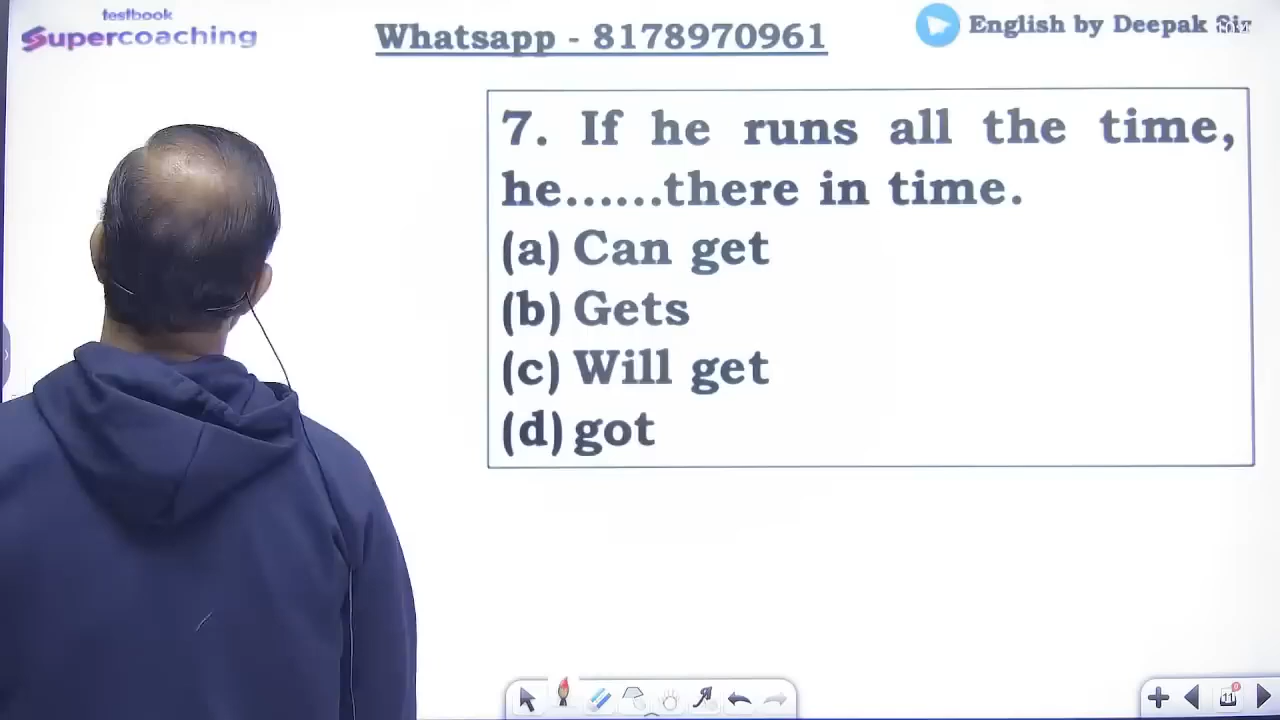 testbook
Supercoaching
Whatsapp - 8178970961
English by Deepak Sir
7. If he runs all the time,
he......there in time.
(a) Can get
(b) Gets
(c) Will get
(d) got